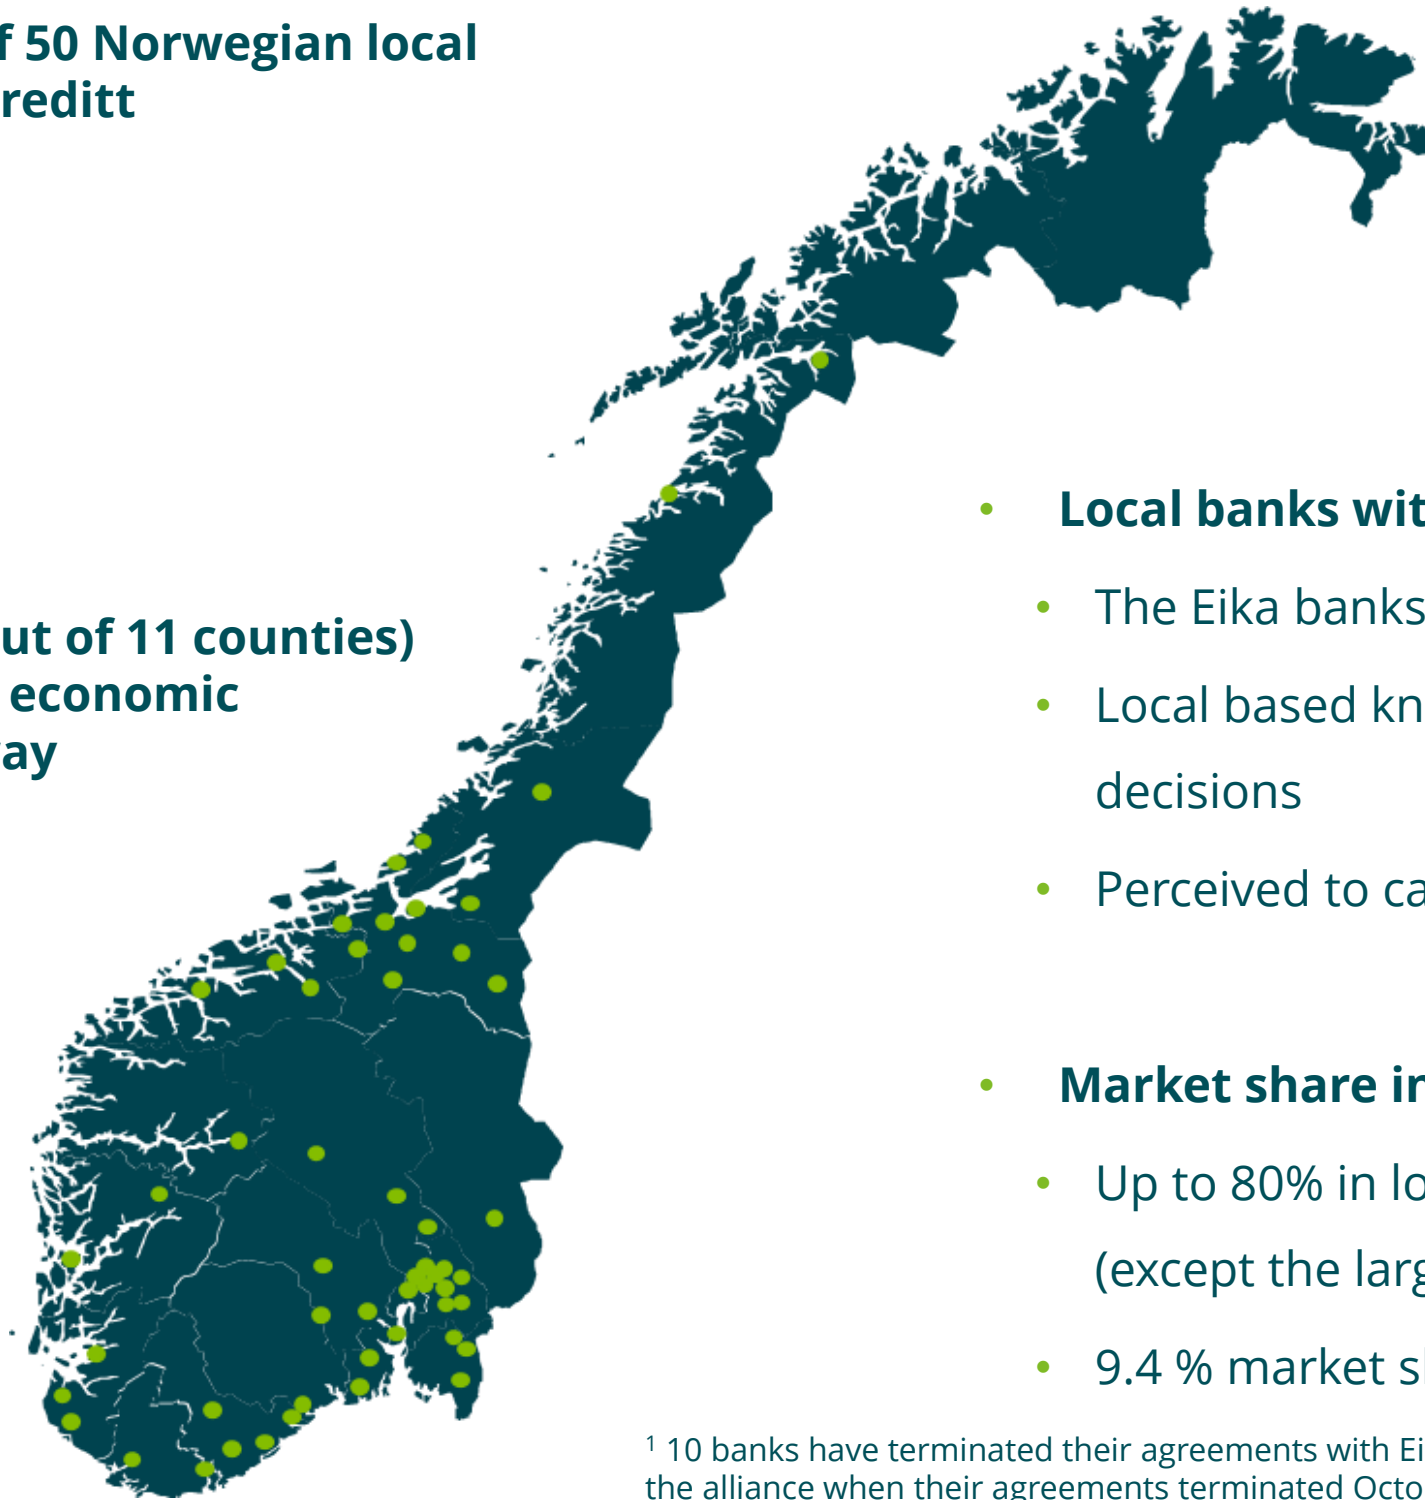 50 Norwegian local
reditt
ut of 11 counties)
economic
ay
• Local banks wit
• The Eika banks
• Local based kn
decisions
• Perceived to ca
• Market share in
• Up to 80% in lo
(except the larg
• 9.4 % market s
¹ 10 banks have terminated their agreements with Ei
the alliance when their agreements terminated Octo